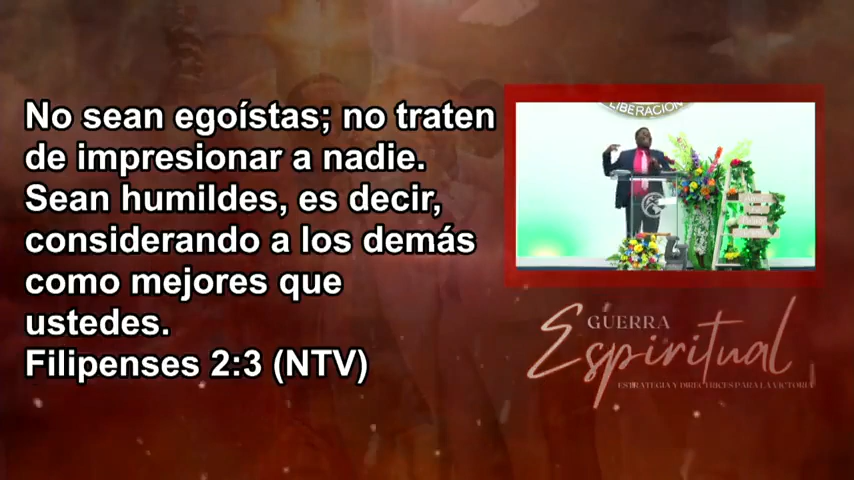 No sean egoístas; no traten
de impresionar a nadie.
Sean humildes, es decir,
considerando a los demás
como mejores que
ustedes.
Filipenses 2:3 (NTV)
LIBERACIÓN
GUERRA
Espiritual
ESTRATEGIA Y DIRECTRICES PARA LA VICTORIA